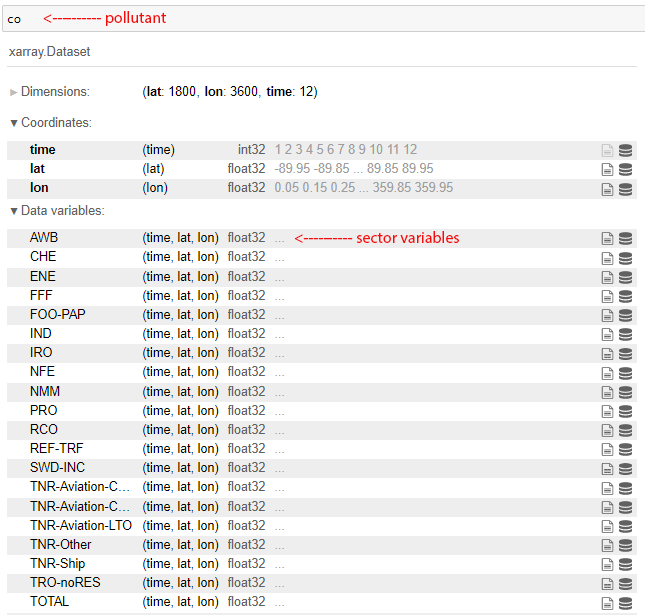 co <---------- pollutant
xarray.Dataset
► Dimensions: (lat: 1800, lon: 3600, time: 12)
▼ Coordinates:
time (time) int32 1 2 3 4 5 6 7 8 9 10 11 12
lat (lat) float32 -89.95 -89.85 ... 89.85 89.95
lon (lon) float32 0.05 0.15 0.25 ... 359.85 359.95
▼ Data variables:
AWB (time, lat, lon) float32 ... <---------- sector variables
CHE (time, lat, lon) float32 ...
ENE (time, lat, lon) float32 ...
FFF (time, lat, lon) float32 ...
FOO-PAP (time, lat, lon) float32 ...
IND (time, lat, lon) float32 ...
IRO (time, lat, lon) float32 ...
NFE (time, lat, lon) float32 ...
NMM (time, lat, lon) float32 ...
PRO (time, lat, lon) float32 ...
RCO (time, lat, lon) float32 ...
REF-TRF (time, lat, lon) float32 ...
SWD-INC (time, lat, lon) float32 ...
TNR-Aviation-C... (time, lat, lon) float32 ...
TNR-Aviation-C... (time, lat, lon) float32 ...
TNR-Aviation-LTO (time, lat, lon) float32 ...
TNR-Other (time, lat, lon) float32 ...
TNR-Ship (time, lat, lon) float32 ...
TRO-noRES (time, lat, lon) float32 ...
TOTAL (time, lat, lon) float32 ...